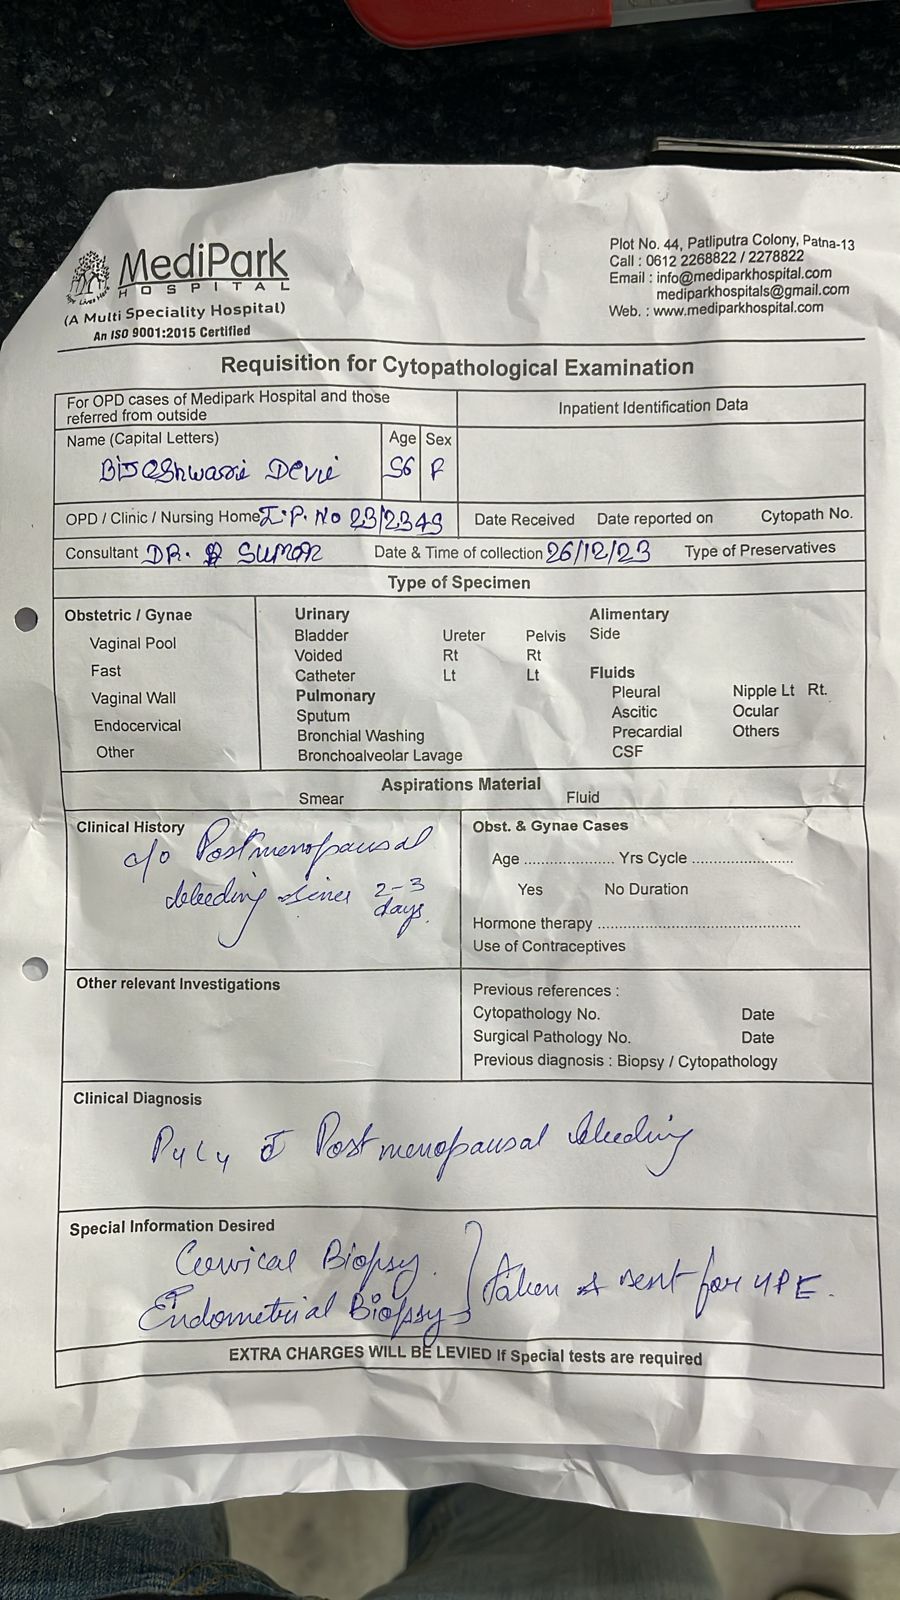 MediPark
HOSPITAL
(A Multi Speciality Hospital)
An ISO 9001:2015 Certified
Plot No. 44, Patliputra Colony, Patna-13
Call : 0612 2268822 / 2278822
Email : info@mediparkhospital.com
mediparkhospitals@gmail.com
Web. : www.mediparkhospital.com
Requisition for Cytopathological Examination
For OPD cases of Medipark Hospital and those
referred from outside
Inpatient Identification Data
Name (Capital Letters) Age Sex
Devi 56 F
OPD / Clinic / Nursing Home I.P. No 23/2349 Date Received Date reported on Cytopath No.
Consultant DR. SUMAN Date & Time of collection 26/12/23 Type of Preservatives
Type of Specimen
Obstetric / Gynae
Vaginal Pool
Fast
Vaginal Wall
Endocervical
Other
Urinary
Bladder Ureter Pelvis
Voided Rt Rt
Catheter Lt Lt
Pulmonary
Sputum
Bronchial Washing
Bronchoalveolar Lavage
Alimentary
Side
Fluids
Pleural Nipple Lt Rt.
Ascitic Ocular
Precardial Others
CSF
Aspirations Material
Smear Fluid
Clinical History
c/o Postmenopausal
bleeding since 2-3
days.
Obst. & Gynae Cases
Age .................... Yrs Cycle ......................
Yes No Duration
Hormone therapy ............................................
Use of Contraceptives
Other relevant Investigations
Previous references :
Cytopathology No. Date
Surgical Pathology No. Date
Previous diagnosis : Biopsy / Cytopathology
Clinical Diagnosis
Postmenopausal bleeding
Special Information Desired
Cervical Biopsy.
Endometrial Biopsy } Taken & sent for HPE.
EXTRA CHARGES WILL BE LEVIED If Special tests are required